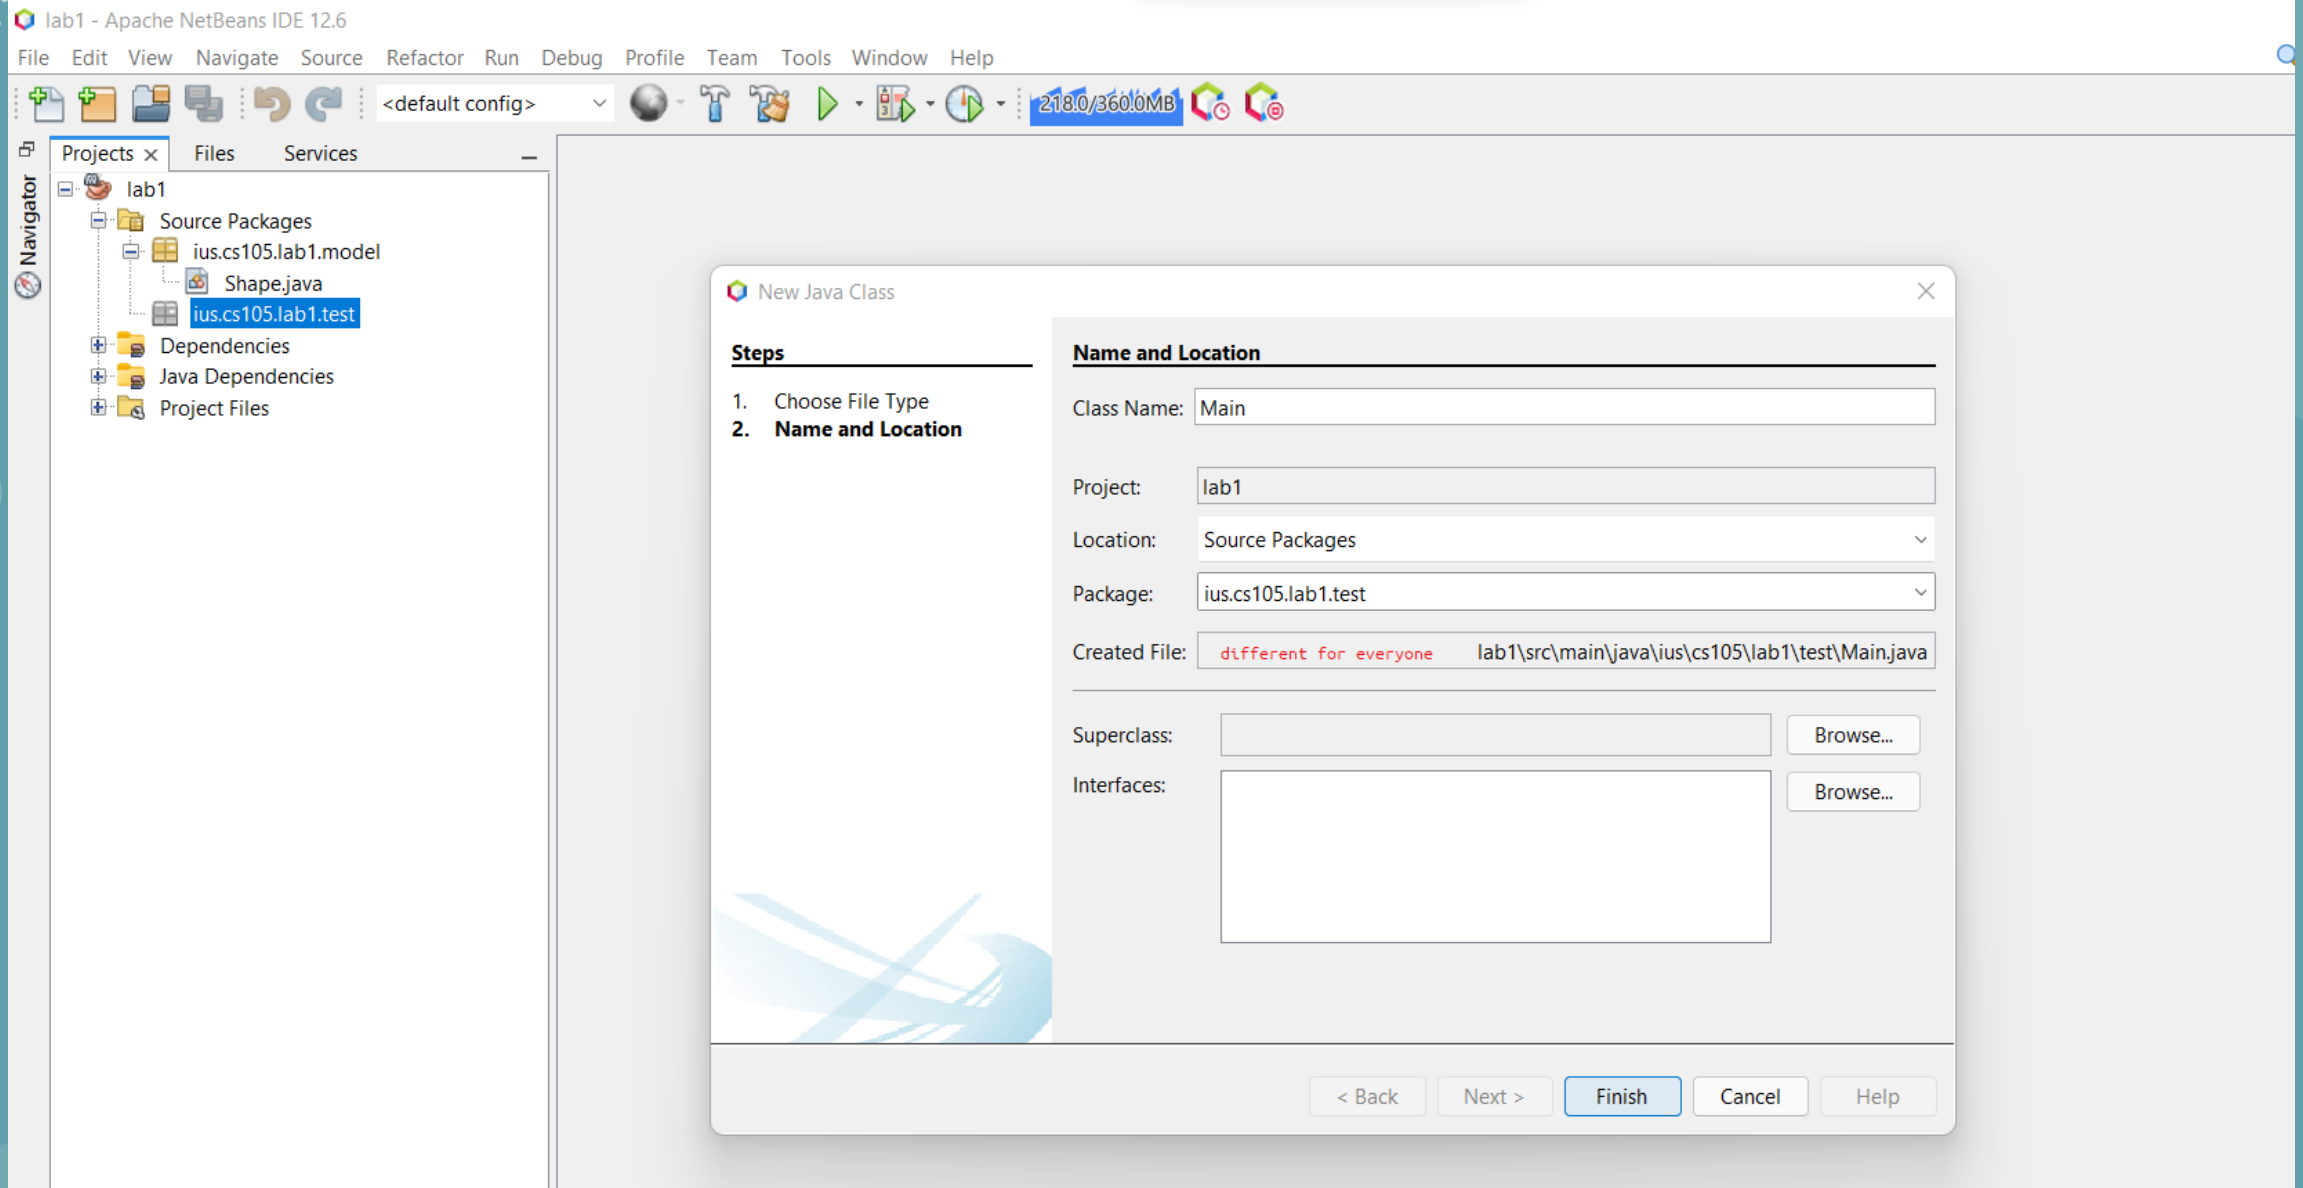 lab1 - Apache NetBeans IDE 12.6
File Edit View Navigate Source Refactor Run Debug Profile Team Tools Window Help
<default config> 218.0/360.0MB
Projects Files Services
Navigator
lab1
Source Packages
ius.cs105.lab1.model
Shape.java
ius.cs105.lab1.test
Dependencies
Java Dependencies
Project Files
New Java Class
Steps
1. Choose File Type
2. Name and Location
Name and Location
Class Name: Main
Project: lab1
Location: Source Packages
Package: ius.cs105.lab1.test
Created File: different for everyone lab1\src\main\java\ius\cs105\lab1\test\Main.java
Superclass: Browse...
Interfaces: Browse...
< Back Next > Finish Cancel Help